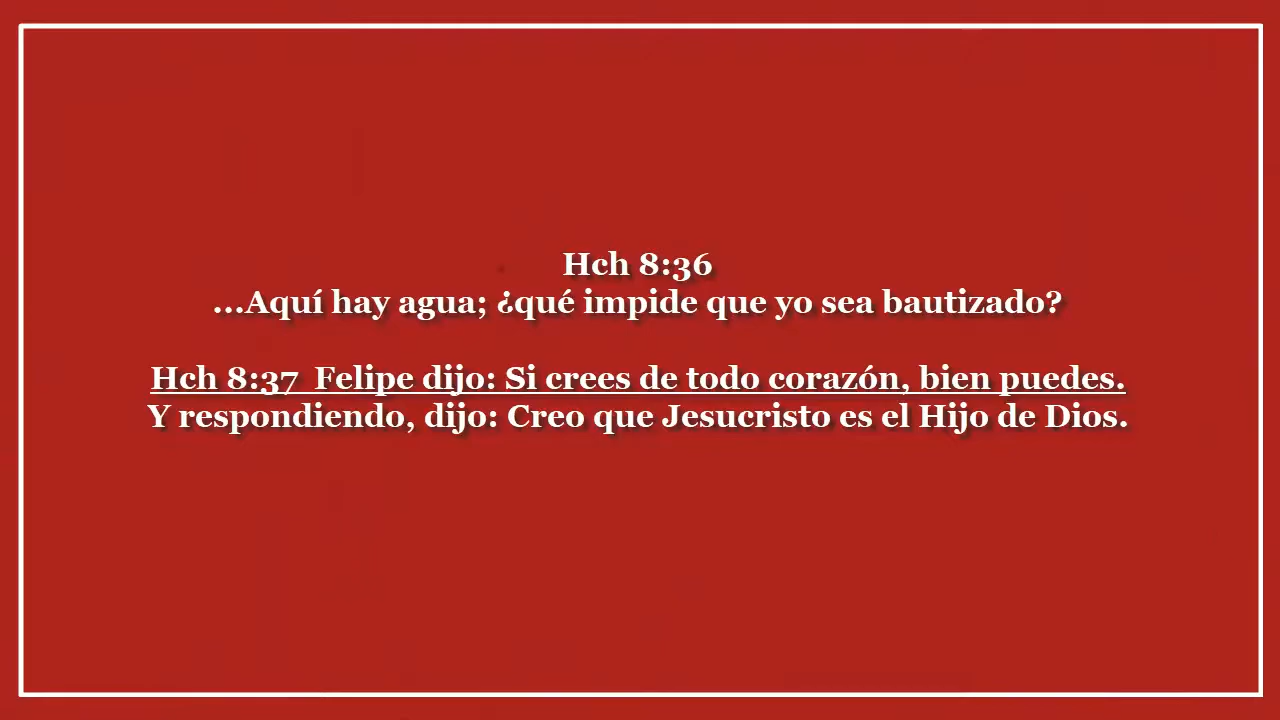 Hch 8:36
...Aquí hay agua; ¿qué impide que yo sea bautizado?
Hch 8:37  Felipe dijo: Si crees de todo corazón, bien puedes.
Y respondiendo, dijo: Creo que Jesucristo es el Hijo de Dios.